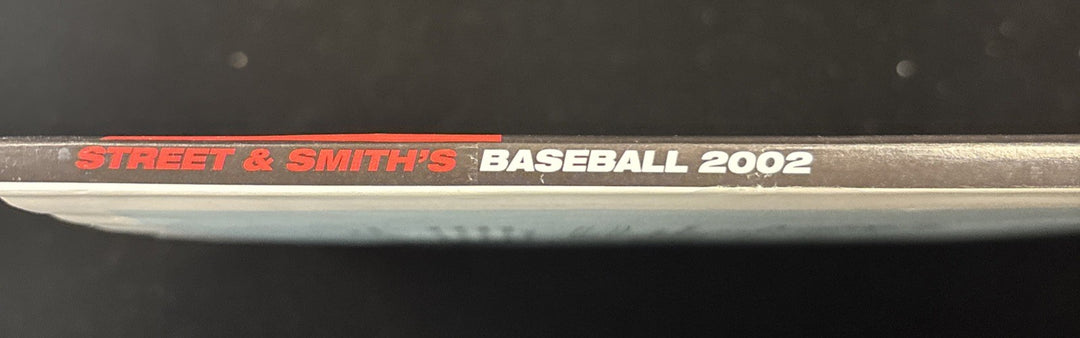 STREET & SMITH'S BASEBALL 2002